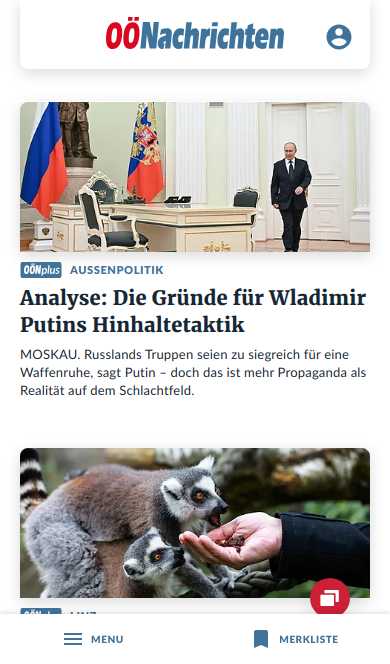 OÖNachrichten
OÖNplus AUSSENPOLITIK
Analyse: Die Gründe für Wladimir
Putins Hinhaltetaktik
MOSKAU. Russlands Truppen seien zu siegreich für eine
Waffenruhe, sagt Putin – doch das ist mehr Propaganda als
Realität auf dem Schlachtfeld.
MENU MERKLISTE